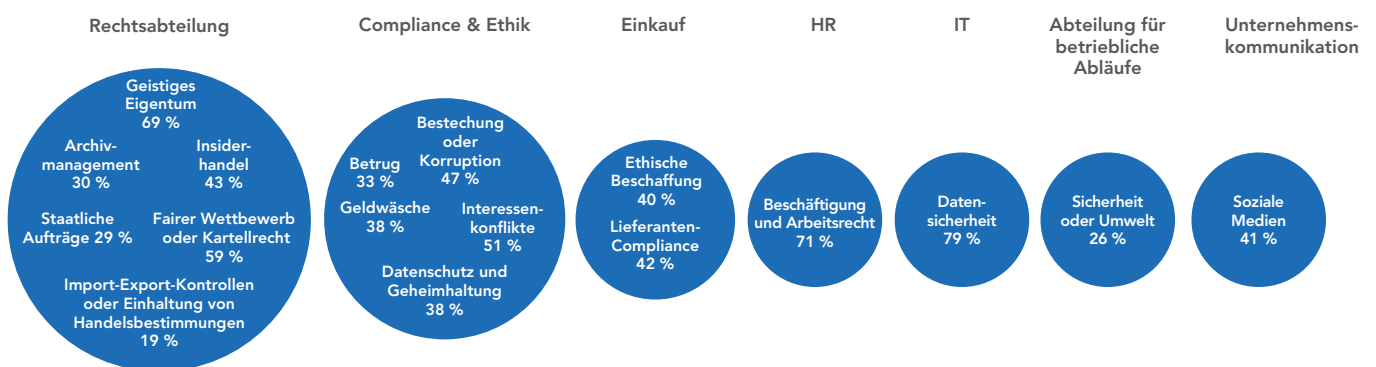 Rechtsabteilung
Compliance & Ethik
Einkauf
HR
IT
Abteilung für
betriebliche
Abläufe
Unternehmens-
kommunikation
Geistiges
Eigentum
69 %
Archiv-
management
30 %
Insider-
handel
43 %
Staatliche
Aufträge 29 %
Fairer Wettbewerb
oder Kartellrecht
59 %
Import-Export-Kontrollen
oder Einhaltung von
Handelsbestimmungen
19 %
Bestechung
oder
Korruption
47 %
Betrug
33 %
Geldwäsche
38 %
Interessen-
konflikte
51 %
Datenschutz und
Geheimhaltung
38 %
Ethische
Beschaffung
40 %
Lieferanten-
Compliance
42 %
Beschäftigung
und Arbeitsrecht
71 %
Daten-
sicherheit
79 %
Sicherheit
oder Umwelt
26 %
Soziale
Medien
41 %